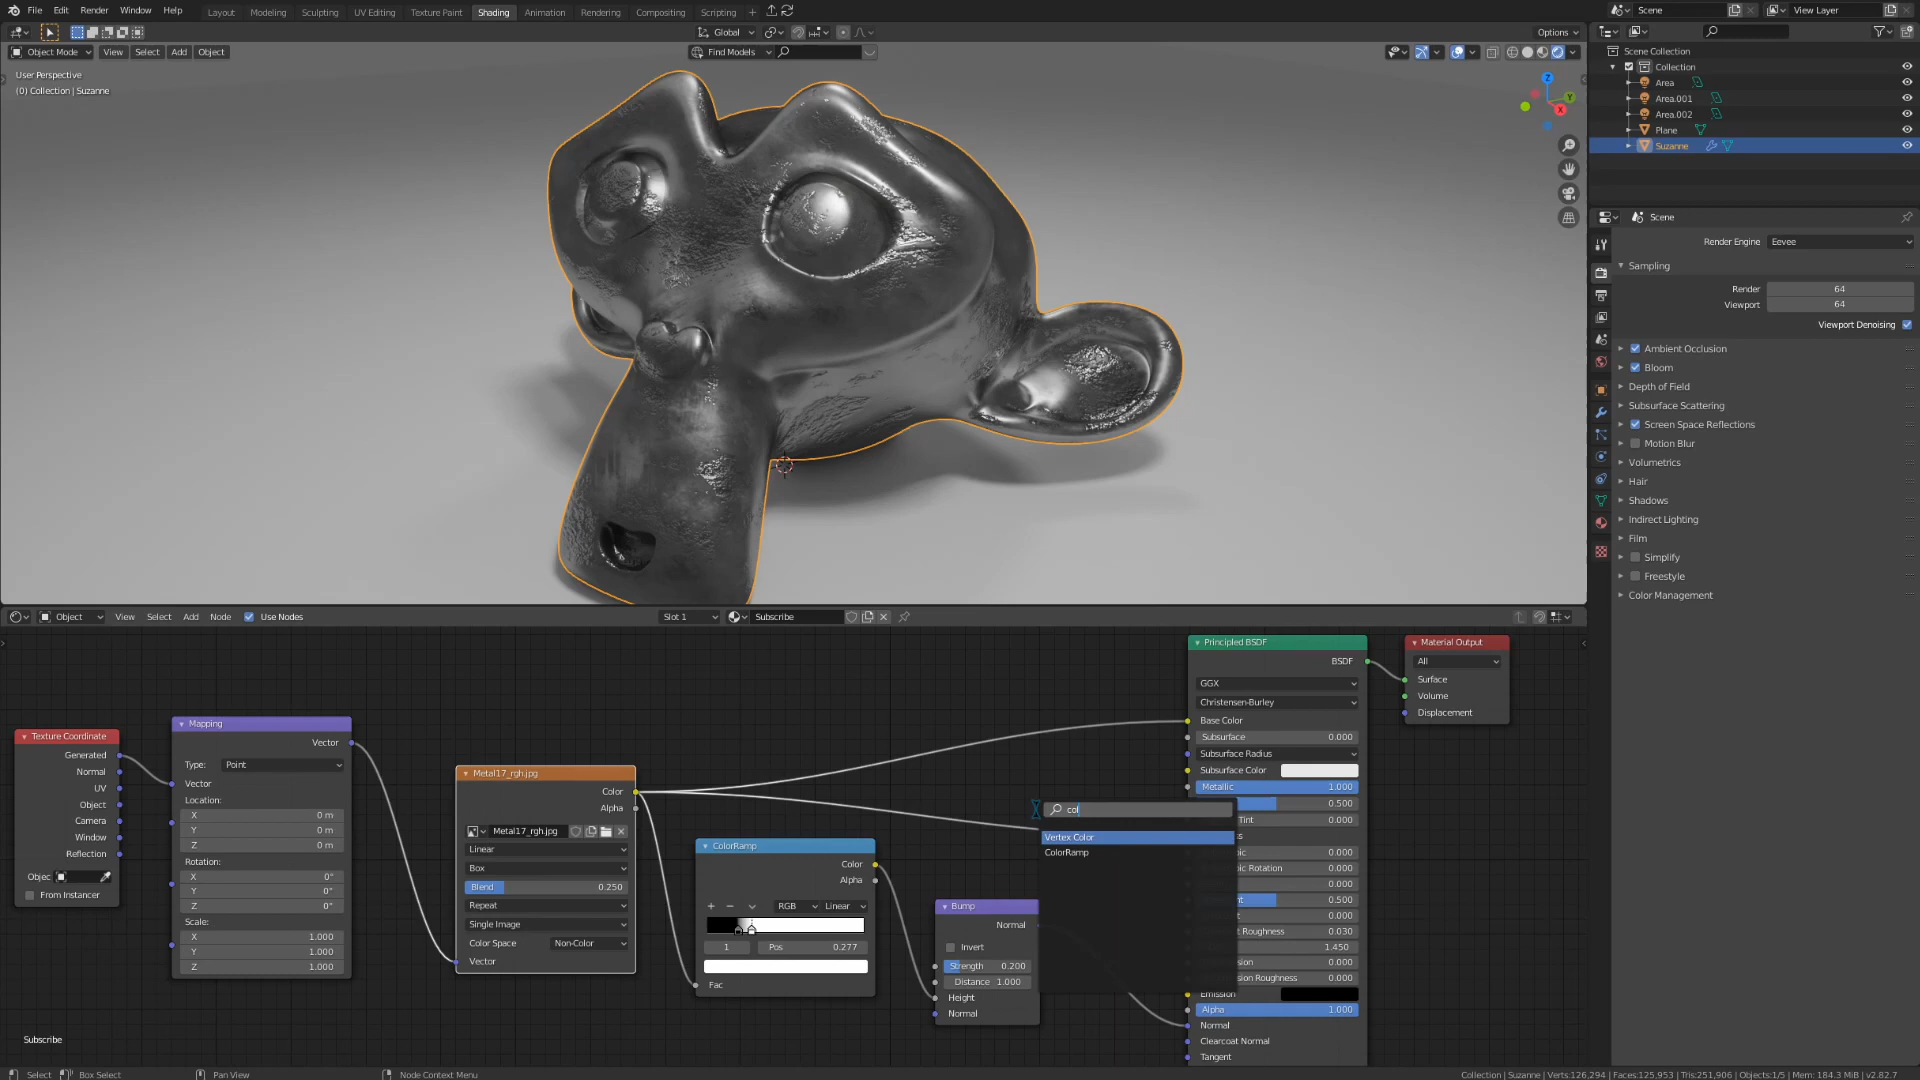 File Edit Render Window Help Layout Modeling Sculpting UV Editing Texture Paint Shading Animation Rendering Compositing Scripting + Scene View Layer
Global Options
Object Mode View Select Add Object Find Models
User Perspective
(0) Collection | Suzanne
Z
Y
X
Scene Collection
Collection
Area
Area.001
Area.002
Plane
Suzanne
Scene
Render Engine Eevee
Sampling
Render 64
Viewport 64
Viewport Denoising
Ambient Occlusion
Bloom
Depth of Field
Subsurface Scattering
Screen Space Reflections
Motion Blur
Volumetrics
Hair
Shadows
Indirect Lighting
Film
Simplify
Freestyle
Color Management
Object View Select Add Node Use Nodes Slot 1 Subscribe
Texture Coordinate
Generated
Normal
UV
Object
Camera
Window
Reflection
Objec
From Instancer
Mapping
Vector
Type: Point
Vector
Location:
X 0 m
Y 0 m
Z 0 m
Rotation:
X 0°
Y 0°
Z 0°
Scale:
X 1.000
Y 1.000
Z 1.000
Metal17_rgh.jpg
Color
Alpha
Metal17_rgh.jpg
Linear
Box
Blend 0.250
Repeat
Single Image
Color Space Non-Color
Vector
ColorRamp
Color
Alpha
+ − RGB Linear
1 Pos 0.277
Fac
Bump
Normal
Invert
Strength 0.200
Distance 1.000
Height
Normal
col
Vertex Color
ColorRamp
Principled BSDF
BSDF
GGX
Christensen-Burley
Base Color
Subsurface 0.000
Subsurface Radius
Subsurface Color
Metallic 1.000
0.500
Tint 0.000
0.000
Rotation 0.000
0.000
0.500
0.000
Roughness 0.030
1.450
sion 0.000
Roughness 0.000
Emission
Alpha 1.000
Normal
Clearcoat Normal
Tangent
Material Output
All
Surface
Volume
Displacement
Subscribe
Select Box Select Pan View Node Context Menu Collection | Suzanne | Verts:126,294 | Faces:125,953 | Tris:251,906 | Objects:1/5 | Mem: 184.3 MiB | v2.82.7